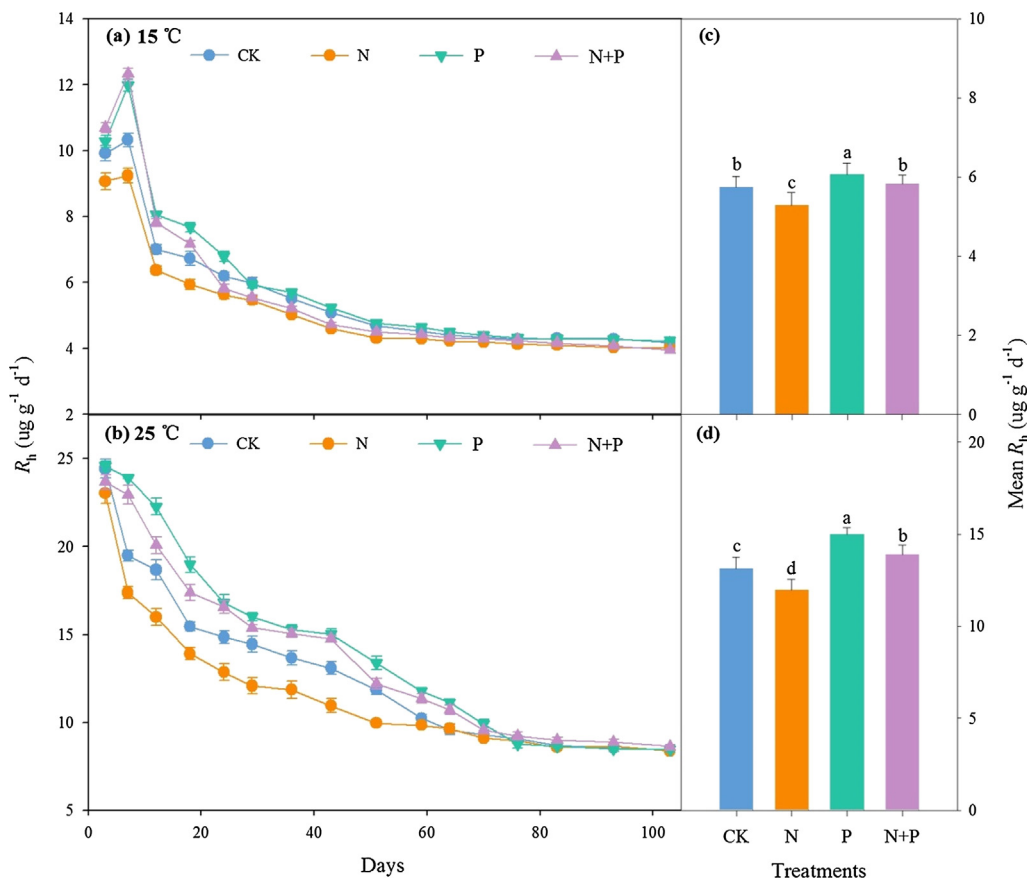 (a) 15 ℃
CK N P N+P
14
12
10
8
6
4
2
(c)
b c a b
10
8
6
4
2
0
(b) 25 ℃
CK N P N+P
25
20
15
10
5
0 20 40 60 80 100
Days
Rh (ug g-1 d-1)
(d)
c d a b
20
15
10
5
0
CK N P N+P
Treatments
Mean Rh (ug g-1 d-1)